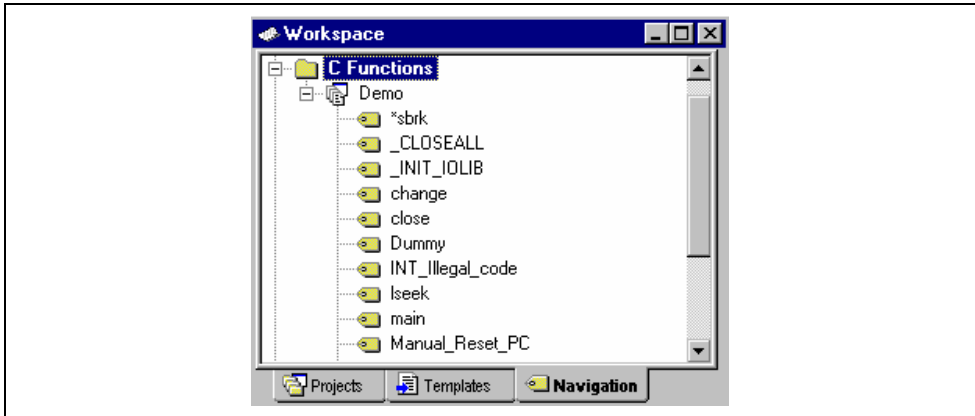 Workspace
C Functions
Demo
*sbrk
_CLOSEALL
_INIT_IOLIB
change
close
Dummy
INT_Illegal_code
lseek
main
Manual_Reset_PC
Projects Templates Navigation